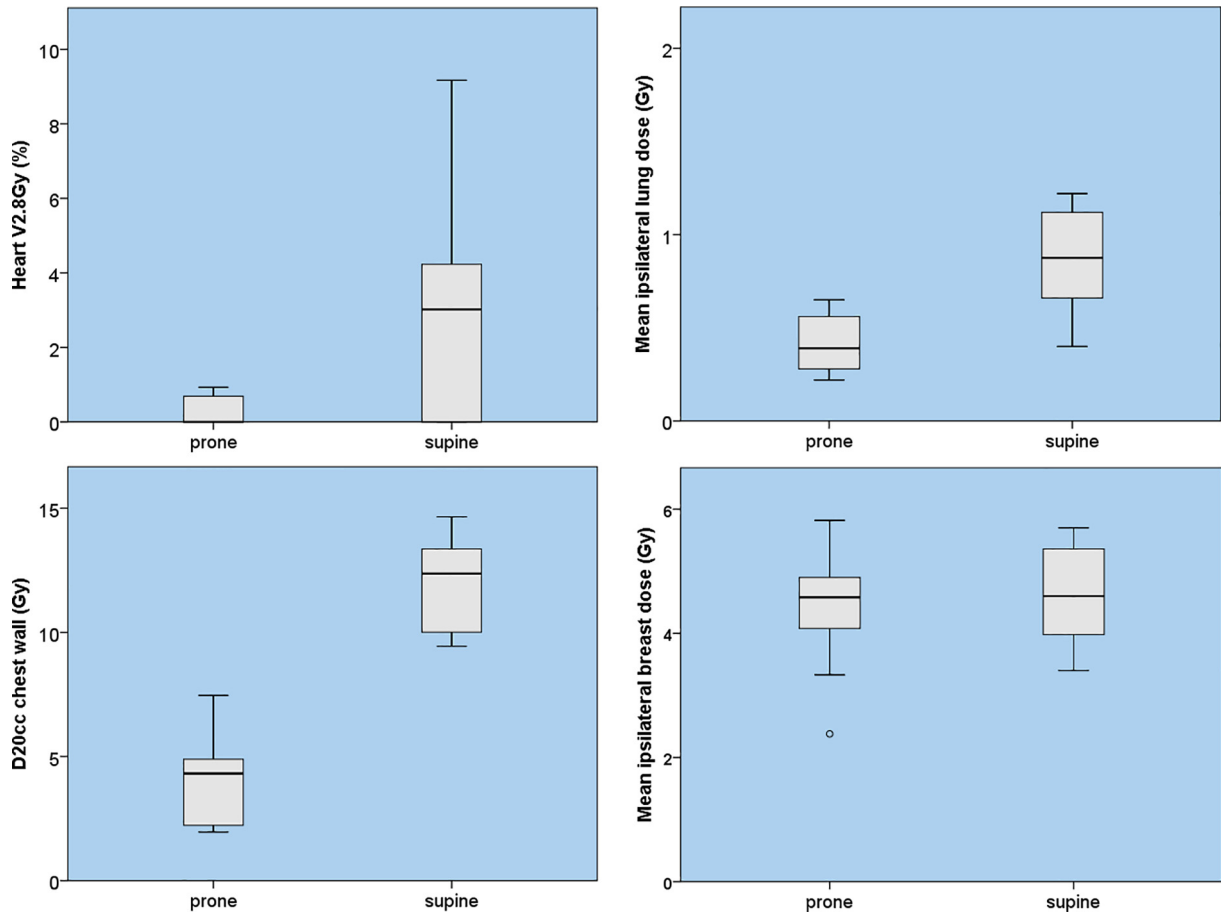 Heart V2.8Gy (%)
10
8
6
4
2
0
prone
supine
Mean ipsilateral lung dose (Gy)
2
1
0
prone
supine
D20cc chest wall (Gy)
15
10
5
0
prone
supine
Mean ipsilateral breast dose (Gy)
6
4
2
0
prone
supine